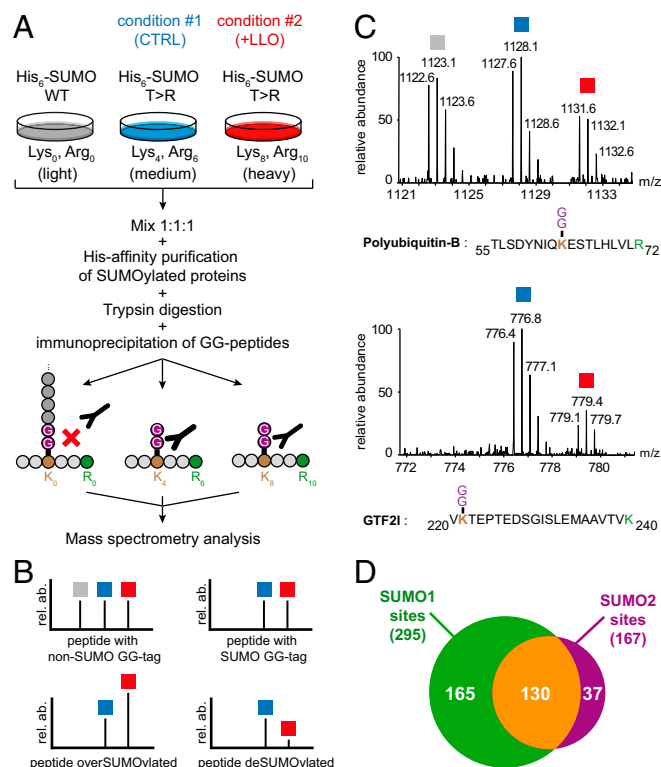 A
condition #1
(CTRL)
condition #2
(+LLO)
His6-SUMO
WT
His6-SUMO
T>R
His6-SUMO
T>R
Lys0, Arg0
(light)
Lys4, Arg6
(medium)
Lys8, Arg10
(heavy)
Mix 1:1:1
+
His-affinity purification
of SUMOylated proteins
+
Trypsin digestion
+
immunoprecipitation of GG-peptides
G
G
K0
R0
G
G
K4
R6
G
G
K8
R10
Mass spectrometry analysis
B
rel. ab.
peptide with
non-SUMO GG-tag
rel. ab.
peptide with
SUMO GG-tag
rel. ab.
peptide overSUMOylated
rel. ab.
peptide deSUMOylated
C
relative abundance
100
50
0
1122.6
1123.1
1123.6
1127.6
1128.1
1128.6
1131.6
1132.1
1132.6
1121
1125
1129
1133
m/z
G
G
Polyubiquitin-B : 55TLSDYNIQKESTLHLVLR72
relative abundance
100
50
0
776.4
776.8
777.1
779.1
779.4
779.7
772
774
776
778
780
m/z
G
G
GTF2I : 220VKTEPTEDSGISLEMAAVTVK240
D
SUMO1
sites
(295)
SUMO2
sites
(167)
165
130
37